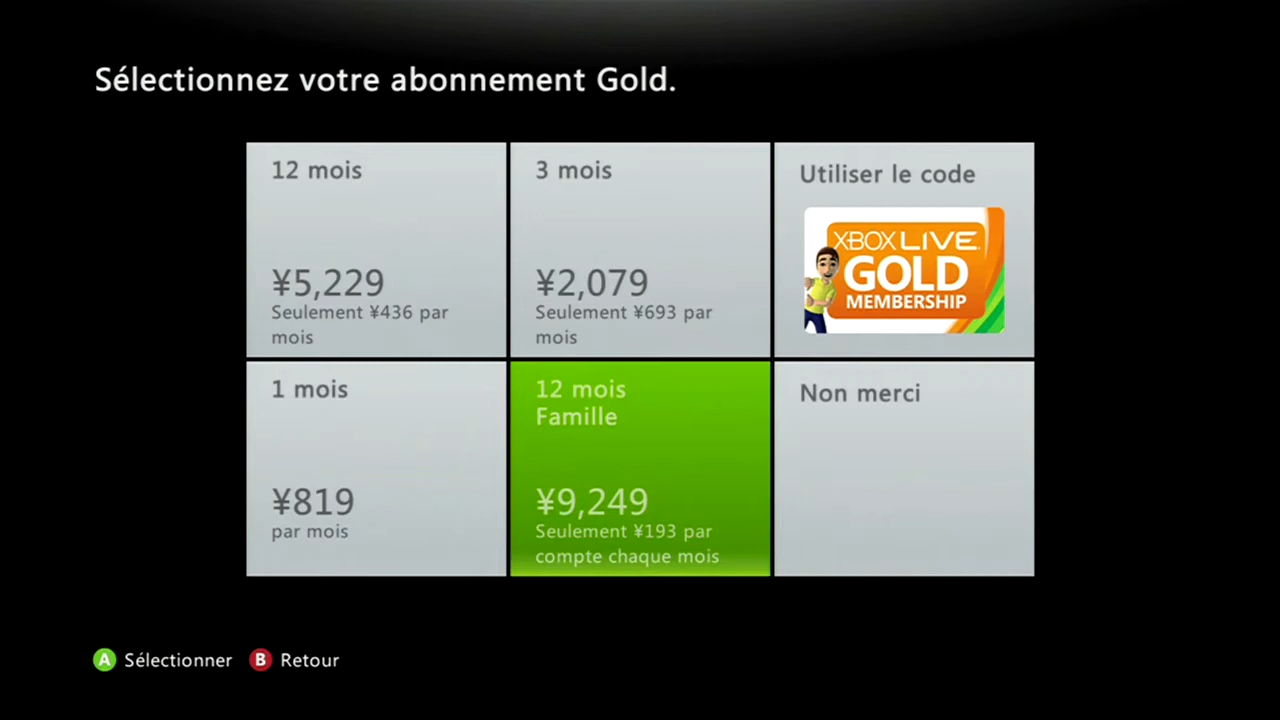 Sélectionnez votre abonnement Gold.
12 mois
¥5,229
Seulement ¥436 par
mois
3 mois
¥2,079
Seulement ¥693 par
mois
Utiliser le code
XBOX LIVE
GOLD
MEMBERSHIP
1 mois
¥819
par mois
12 mois
Famille
¥9,249
Seulement ¥193 par
compte chaque mois
Non merci
A Sélectionner B Retour